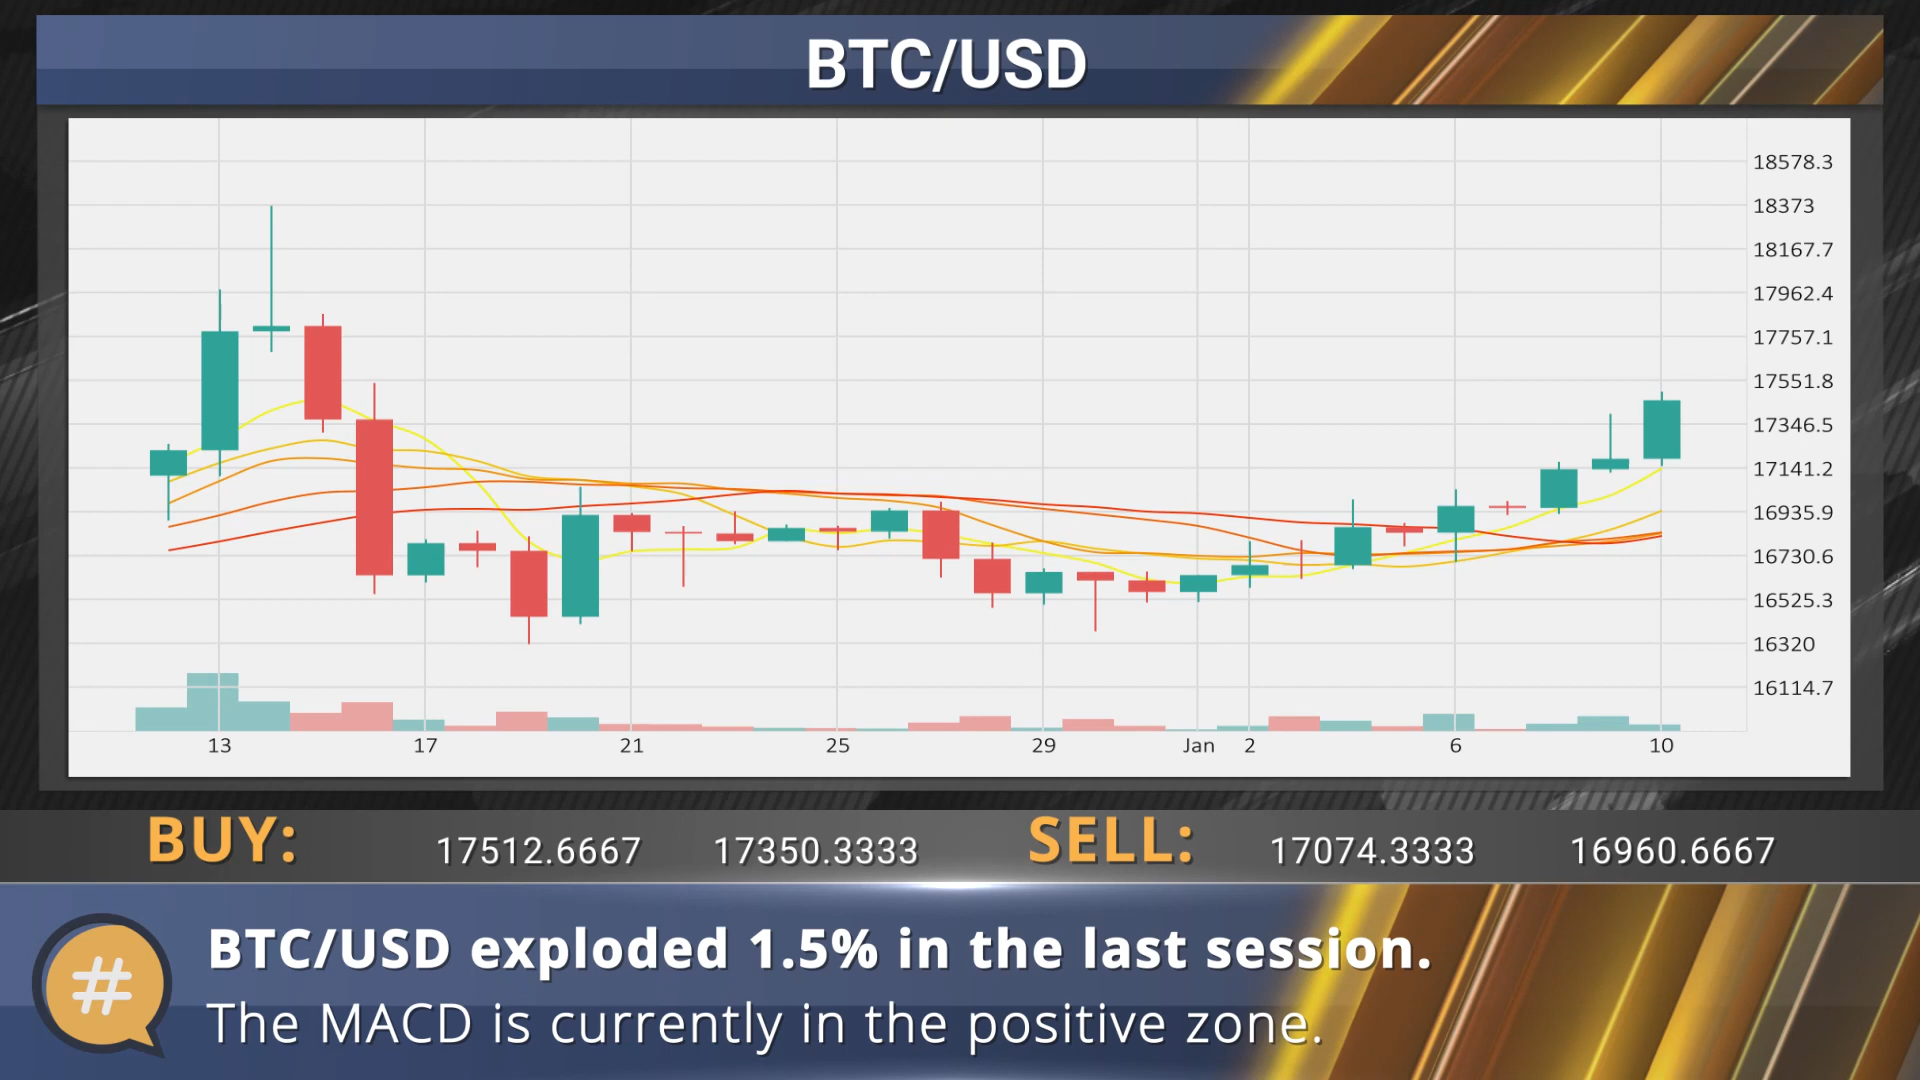 BTC/USD
18578.3
18373
18167.7
17962.4
17757.1
17551.8
17346.5
17141.2
16935.9
16730.6
16525.3
16320
16114.7
13 17 21 25 29 Jan 2 6 10
BUY: 17512.6667 17350.3333 SELL: 17074.3333 16960.6667
#
BTC/USD exploded 1.5% in the last session.
The MACD is currently in the positive zone.